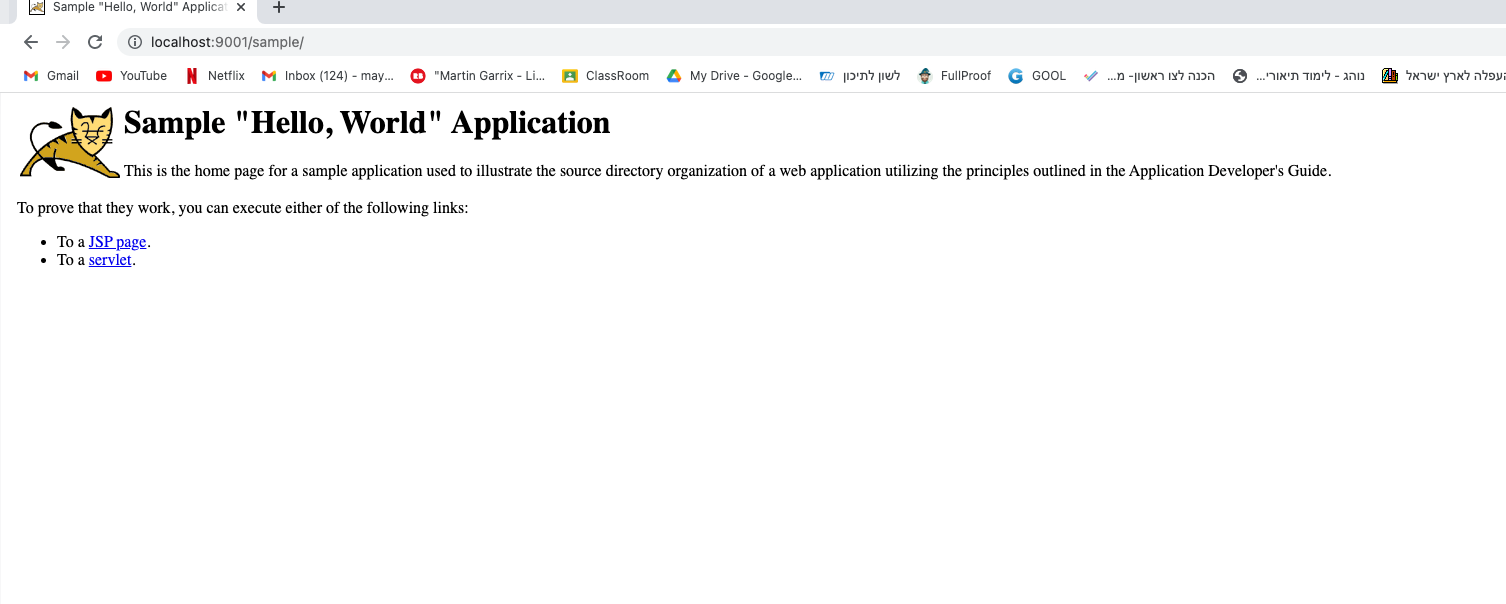 Sample "Hello, World" Applicat
localhost:9001/sample/
Gmail YouTube Netflix Inbox (124) - may... "Martin Garrix - Li... ClassRoom My Drive - Google... לשון לתיכון FullProof GOOL הכנה לצו ראשון- מ... נוהג - לימוד תיאורי... העפלה לארץ ישראל
Sample "Hello, World" Application
This is the home page for a sample application used to illustrate the source directory organization of a web application utilizing the principles outlined in the Application Developer's Guide.
To prove that they work, you can execute either of the following links:
• To a JSP page.
• To a servlet.